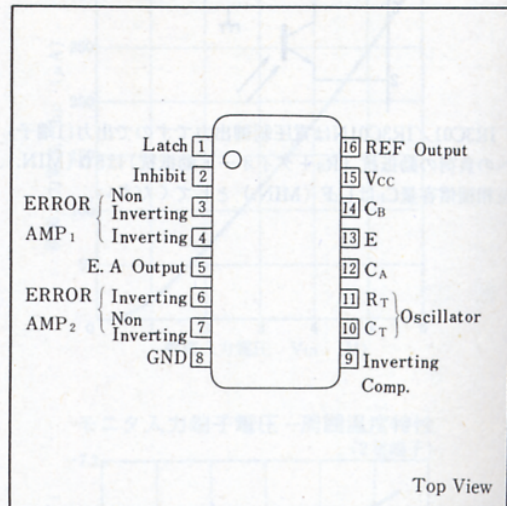 Latch 1
Inhibit 2
ERROR AMP1
Non Inverting 3
Inverting 4
E. A Output 5
ERROR AMP2
Inverting 6
Non Inverting 7
GND 8
16 REF Output
15 VCC
14 CB
13 E
12 CA
11 RT
10 CT
Oscillator
9 Inverting Comp.
Top View